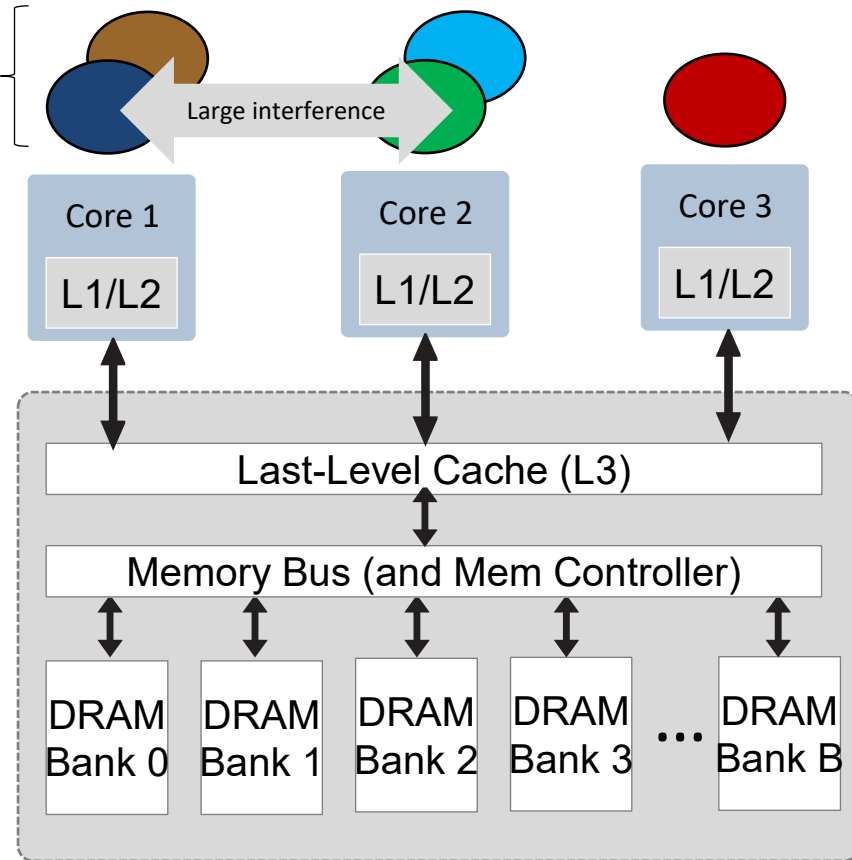 Large interference
Core 1
Core 2
Core 3
L1/L2
L1/L2
L1/L2
Last-Level Cache (L3)
Memory Bus (and Mem Controller)
DRAM
Bank 0
DRAM
Bank 1
DRAM
Bank 2
DRAM
Bank 3
...
DRAM
Bank B